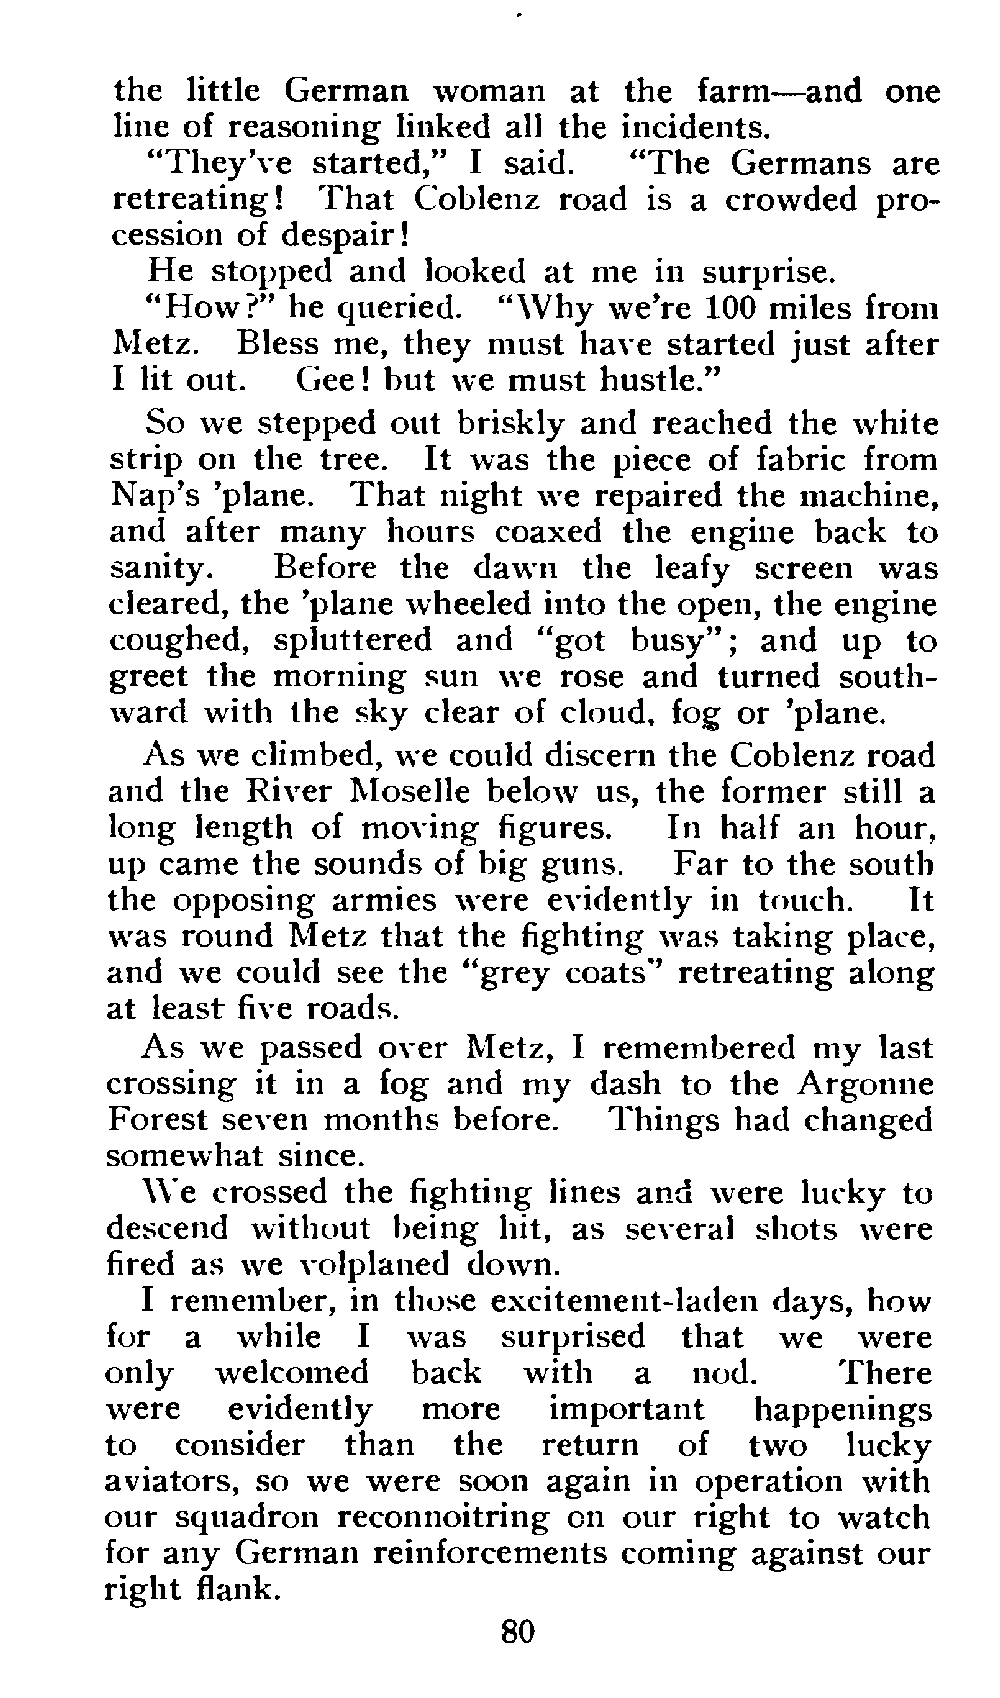 the little German woman at the farm—and one
line of reasoning linked all the incidents.
“They’ve started,” I said. “The Germans are
retreating! That Coblenz road is a crowded pro-
cession of despair!
He stopped and looked at me in surprise.
“How?” he queried. “Why we’re 100 miles from
Metz. Bless me, they must have started just after
I lit out. Gee! but we must hustle.”
So we stepped out briskly and reached the white
strip on the tree. It was the piece of fabric from
Nap’s ’plane. That night we repaired the machine,
and after many hours coaxed the engine back to
sanity. Before the dawn the leafy screen was
cleared, the ’plane wheeled into the open, the engine
coughed, spluttered and “got busy”; and up to
greet the morning sun we rose and turned south-
ward with the sky clear of cloud, fog or ’plane.
As we climbed, we could discern the Coblenz road
and the River Moselle below us, the former still a
long length of moving figures. In half an hour,
up came the sounds of big guns. Far to the south
the opposing armies were evidently in touch. It
was round Metz that the fighting was taking place,
and we could see the “grey coats” retreating along
at least five roads.
As we passed over Metz, I remembered my last
crossing it in a fog and my dash to the Argonne
Forest seven months before. Things had changed
somewhat since.
We crossed the fighting lines and were lucky to
descend without being hit, as several shots were
fired as we volplaned down.
I remember, in those excitement-laden days, how
for a while I was surprised that we were
only welcomed back with a nod. There
were evidently more important happenings
to consider than the return of two lucky
aviators, so we were soon again in operation with
our squadron reconnoitring on our right to watch
for any German reinforcements coming against our
right flank.
80